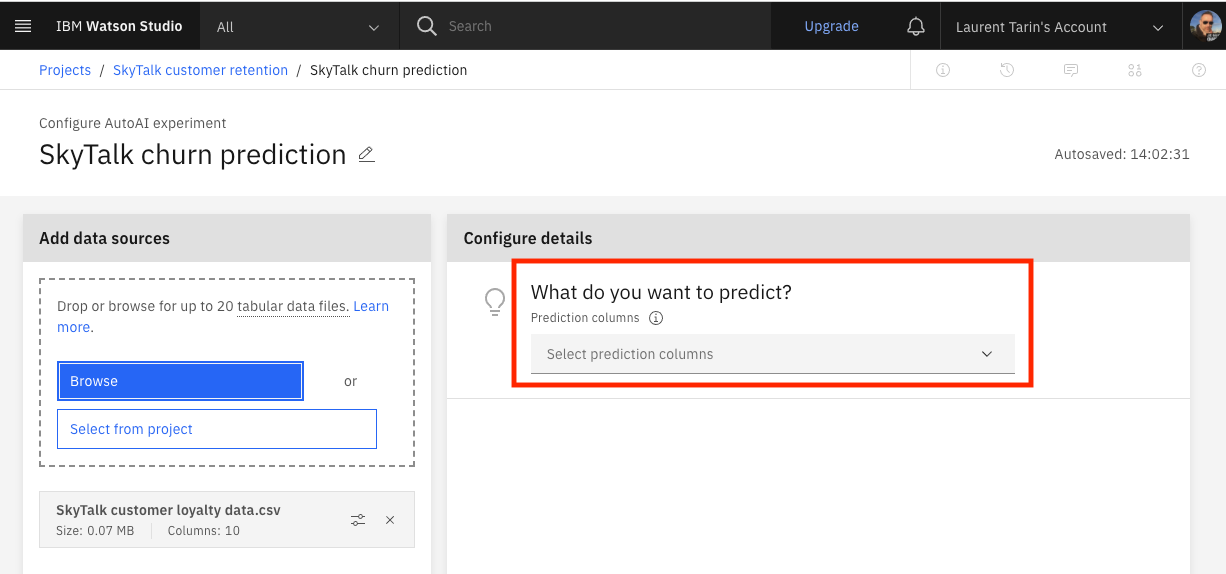 IBM Watson Studio
All
Search
Upgrade
Laurent Tarin's Account
Projects / SkyTalk customer retention / SkyTalk churn prediction
Configure AutoAI experiment
SkyTalk churn prediction
Autosaved: 14:02:31
Add data sources
Drop or browse for up to 20 tabular data files. Learn
more.
Browse
or
Select from project
SkyTalk customer loyalty data.csv
Size: 0.07 MB
Columns: 10
Configure details
What do you want to predict?
Prediction columns
Select prediction columns